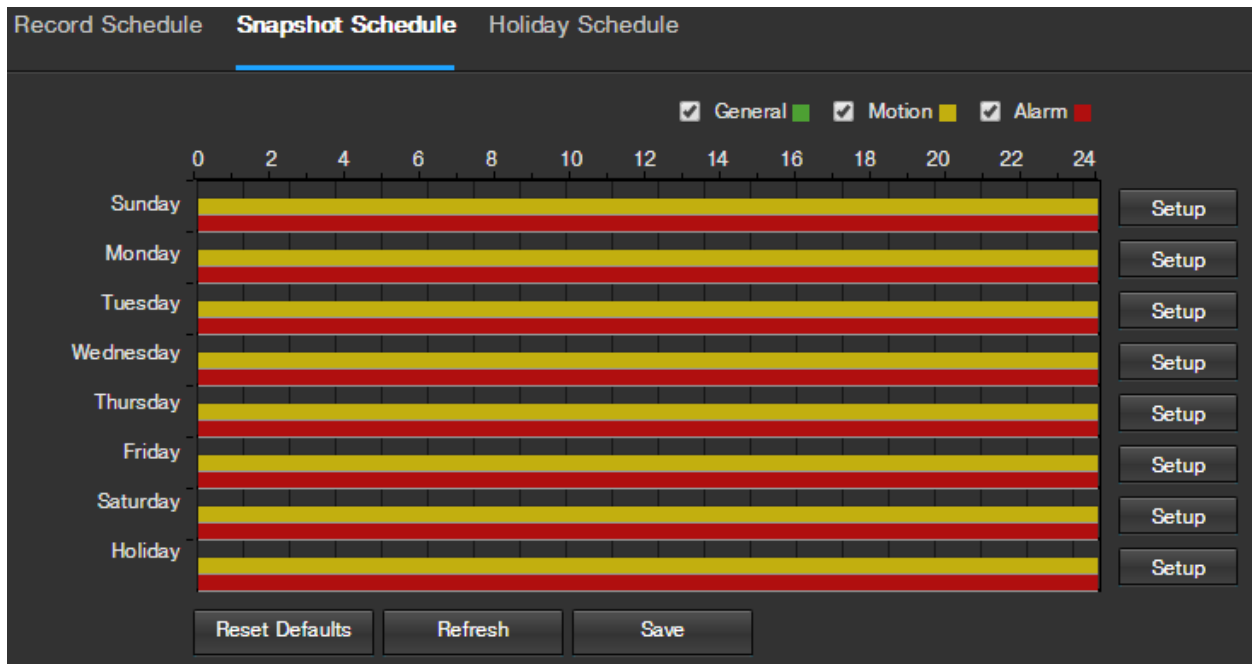 Record Schedule Snapshot Schedule Holiday Schedule
General Motion Alarm
0 2 4 6 8 10 12 14 16 18 20 22 24
Sunday Setup
Monday Setup
Tuesday Setup
Wednesday Setup
Thursday Setup
Friday Setup
Saturday Setup
Holiday Setup
Reset Defaults Refresh Save